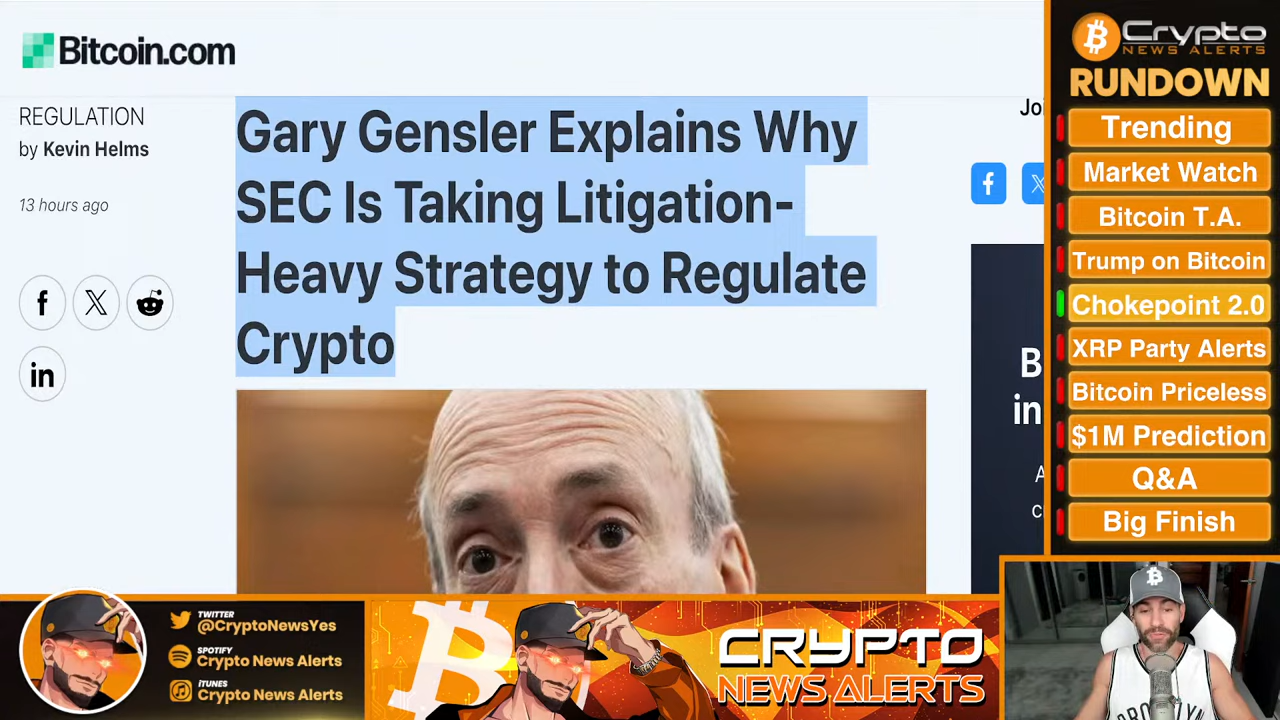 Bitcoin.com
REGULATION
by Kevin Helms
13 hours ago
Gary Gensler Explains Why
SEC Is Taking Litigation-
Heavy Strategy to Regulate
Crypto
Crypto
NEWS ALERTS
RUNDOWN
Trending
Market Watch
Bitcoin T.A.
Trump on Bitcoin
Chokepoint 2.0
XRP Party Alerts
Bitcoin Priceless
$1M Prediction
Q&A
Big Finish
TWITTER
@CryptoNewsYes
SPOTIFY
Crypto News Alerts
iTUNES
Crypto News Alerts
CRYPTO
NEWS ALERTS